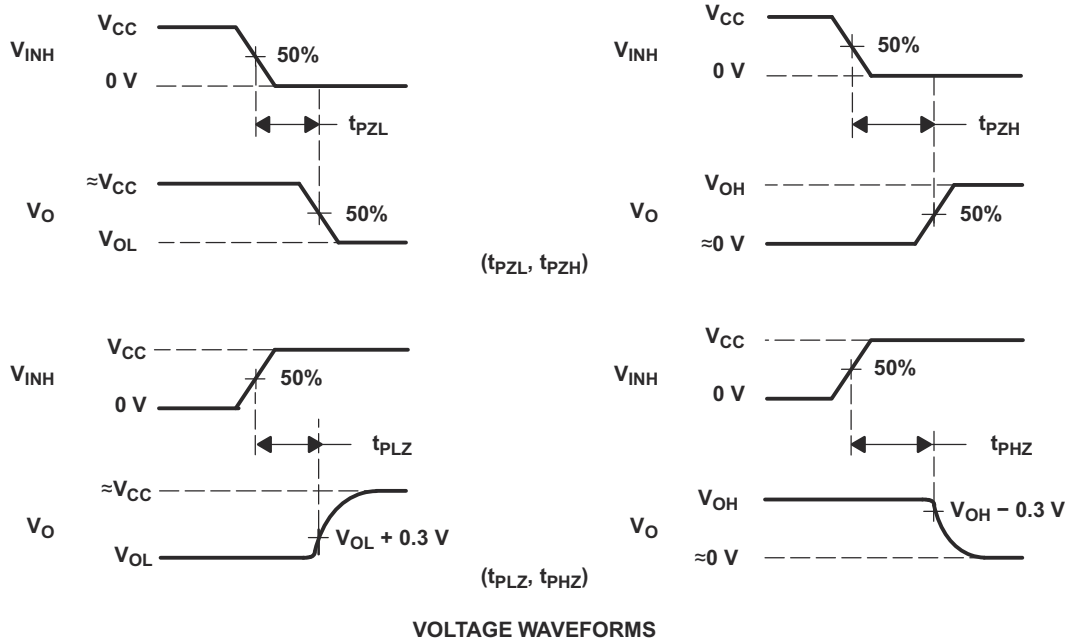 VCC
VINH
50%
0 V
tPZL
≈VCC
VO
50%
VOL
VCC
VINH
50%
0 V
tPZH
VOH
VO
50%
≈0 V
(tPZL, tPZH)
VCC
VINH
50%
0 V
tPLZ
≈VCC
VO
VOL + 0.3 V
VOL
VCC
VINH
50%
0 V
tPHZ
VOH
VOH − 0.3 V
VO
≈0 V
(tPLZ, tPHZ)
VOLTAGE WAVEFORMS